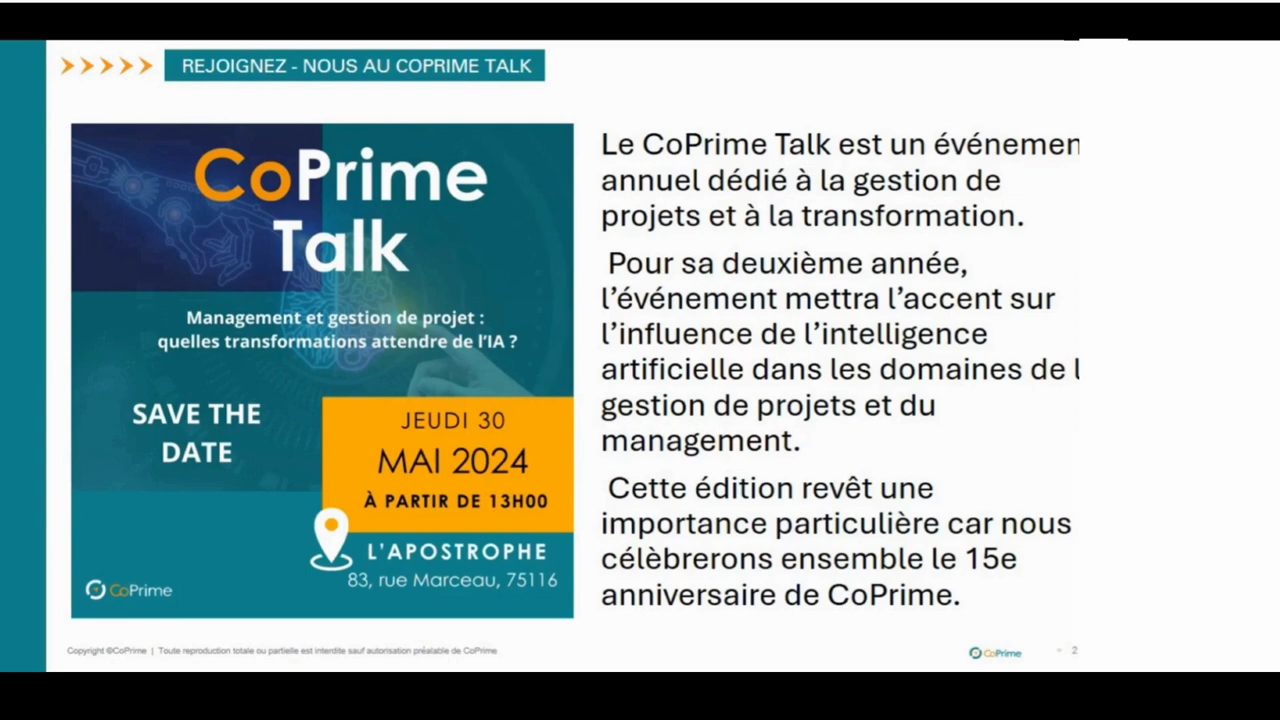 REJOIGNEZ - NOUS AU COPRIME TALK
CoPrime
Talk
Management et gestion de projet :
quelles transformations attendre de l'IA ?
SAVE THE
DATE
JEUDI 30
MAI 2024
À PARTIR DE 13H00
L'APOSTROPHE
83, rue Marceau, 75116
CoPrime
Le CoPrime Talk est un événemen
annuel dédié à la gestion de
projets et à la transformation.
Pour sa deuxième année,
l’événement mettra l’accent sur
l’influence de l’intelligence
artificielle dans les domaines de l
gestion de projets et du
management.
Cette édition revêt une
importance particulière car nous
célèbrerons ensemble le 15e
anniversaire de CoPrime.
Copyright ©CoPrime | Toute reproduction totale ou partielle est interdite sauf autorisation préalable de CoPrime
CoPrime
2